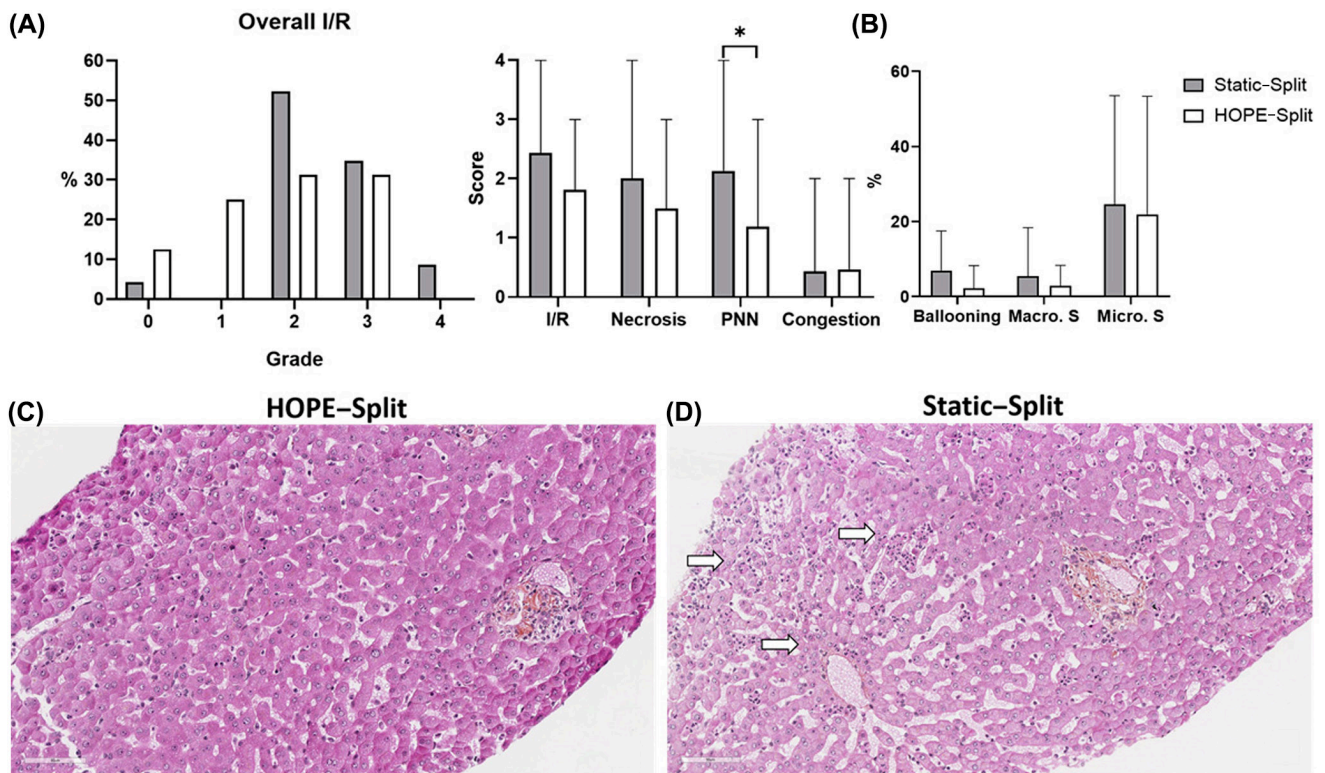 (A)
Overall I/R
60
50
40
30
20
10
0
%
0 1 2 3 4
Grade
*
4
3
2
1
0
Score
I/R Necrosis PNN Congestion
(B)
60
40
20
0
%
Ballooning Macro. S Micro. S
Static–Split
HOPE–Split
(C)
HOPE–Split
(D)
Static–Split